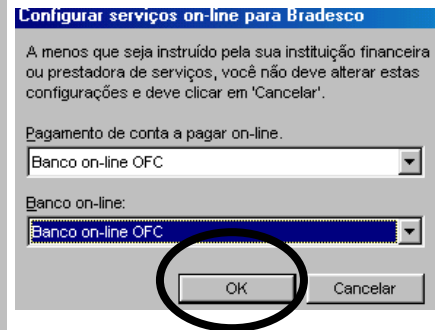 Configurar serviços on-line para Bradesco
A menos que seja instruído pela sua instituição financeira
ou prestadora de serviços, você não deve alterar estas
configurações e deve clicar em 'Cancelar'.
Pagamento de conta a pagar on-line.
Banco on-line OFC
Banco on-line:
Banco on-line OFC
OK
Cancelar